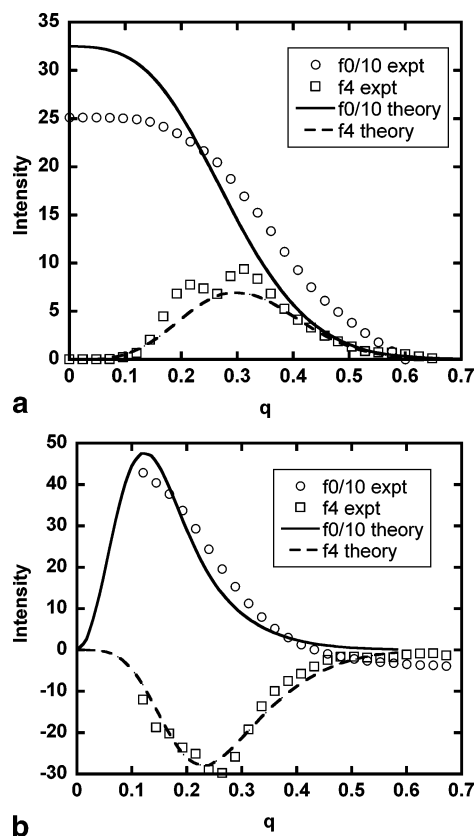 35
30
25
20
15
10
5
0
Intensity
f0/10 expt
f4 expt
f0/10 theory
f4 theory
0 0.1 0.2 0.3 0.4 0.5 0.6 0.7
q
a
50
40
30
20
10
0
-10
-20
-30
Intensity
f0/10 expt
f4 expt
f0/10 theory
f4 theory
0 0.1 0.2 0.3 0.4 0.5 0.6 0.7
q
b